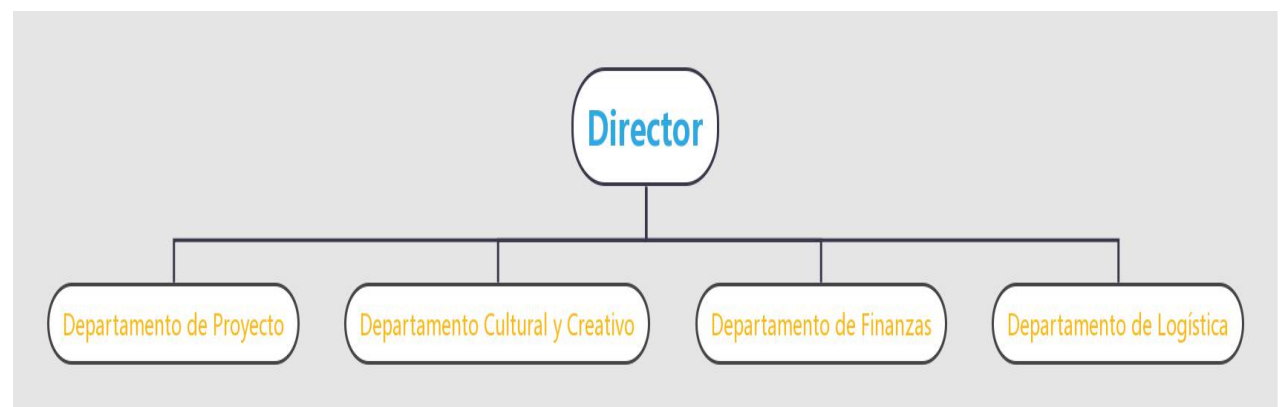 Director
Departamento de Proyecto
Departamento Cultural y Creativo
Departamento de Finanzas
Departamento de Logística